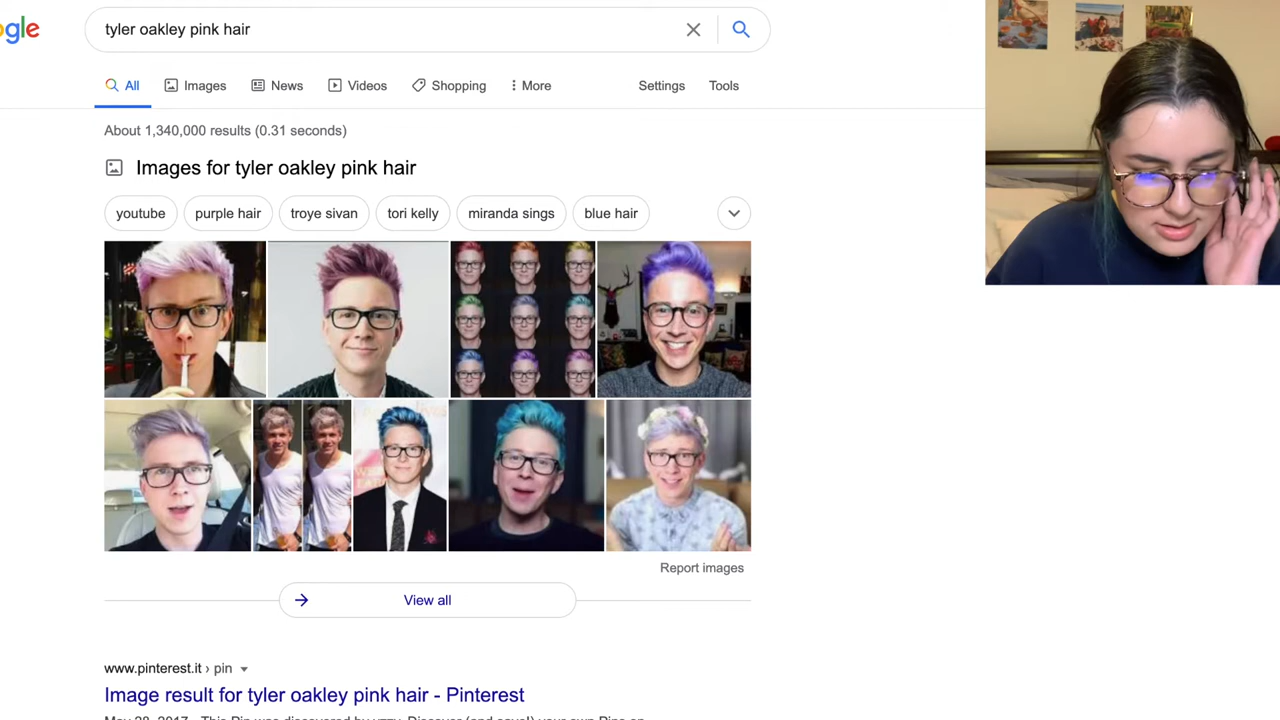 ogle
tyler oakley pink hair
All Images News Videos Shopping More Settings Tools
About 1,340,000 results (0.31 seconds)
Images for tyler oakley pink hair
youtube purple hair troye sivan tori kelly miranda sings blue hair
Report images
View all
www.pinterest.it › pin
Image result for tyler oakley pink hair - Pinterest